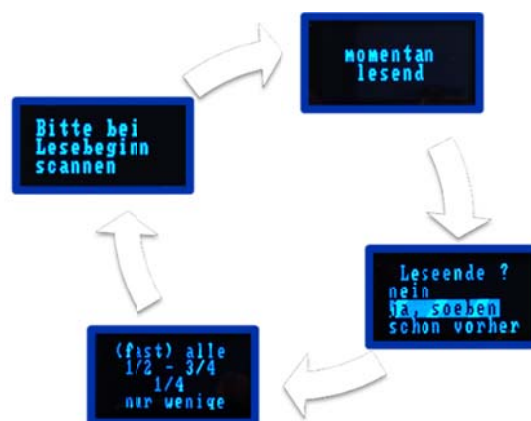 Bitte bei
Lesebeginn
scannen
momentan
lesend
Leseende ?
nein
ja, soeben
schon vorher
(fast) alle
1/2 - 3/4
1/4
nur wenige